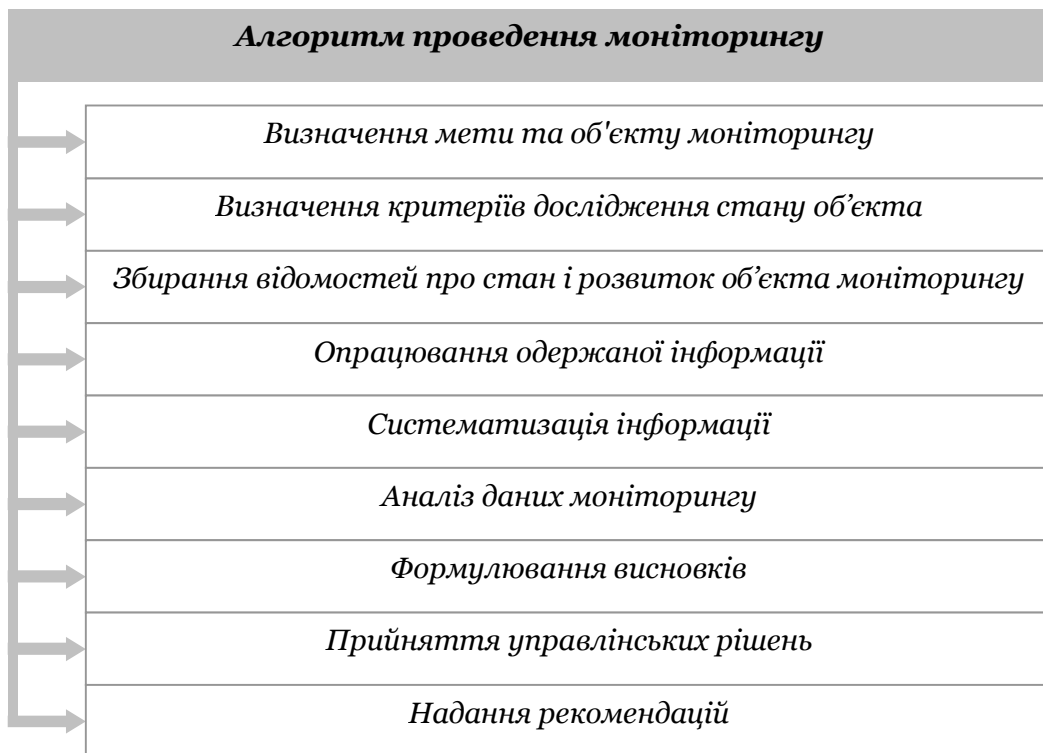 Алгоритм проведення моніторингу
Визначення мети та об'єкту моніторингу
Визначення критеріїв дослідження стану об’єкта
Збирання відомостей про стан і розвиток об’єкта моніторингу
Опрацювання одержаної інформації
Систематизація інформації
Аналіз даних моніторингу
Формулювання висновків
Прийняття управлінських рішень
Надання рекомендацій